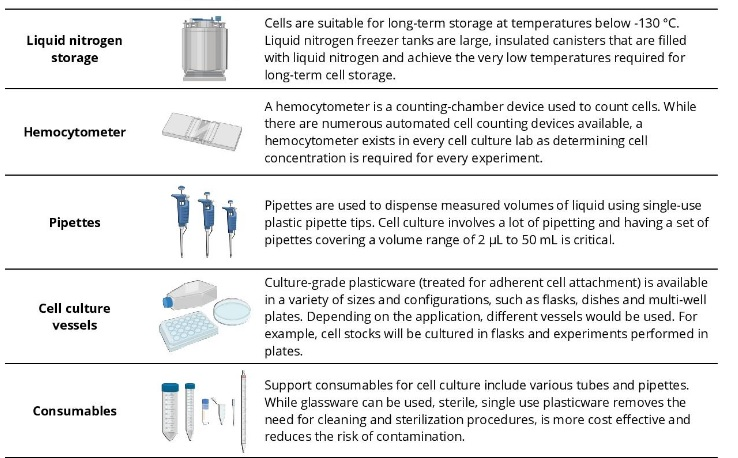 Liquid nitrogen
storage
Cells are suitable for long-term storage at temperatures below -130 °C.
Liquid nitrogen freezer tanks are large, insulated canisters that are filled
with liquid nitrogen and achieve the very low temperatures required for
long-term cell storage.
Hemocytometer
A hemocytometer is a counting-chamber device used to count cells. While
there are numerous automated cell counting devices available, a
hemocytometer exists in every cell culture lab as determining cell
concentration is required for every experiment.
Pipettes
Pipettes are used to dispense measured volumes of liquid using single-use
plastic pipette tips. Cell culture involves a lot of pipetting and having a set of
pipettes covering a volume range of 2 µL to 50 mL is critical.
Cell culture
vessels
Culture-grade plasticware (treated for adherent cell attachment) is available
in a variety of sizes and configurations, such as flasks, dishes and multi-well
plates. Depending on the application, different vessels would be used. For
example, cell stocks will be cultured in flasks and experiments performed in
plates.
Consumables
Support consumables for cell culture include various tubes and pipettes.
While glassware can be used, sterile, single use plasticware removes the
need for cleaning and sterilization procedures, is more cost effective and
reduces the risk of contamination.